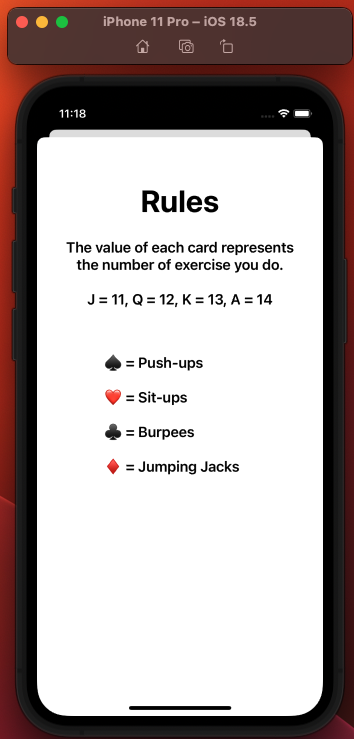 iPhone 11 Pro – iOS 18.5
11:18
Rules
The value of each card represents
the number of exercise you do.
J = 11, Q = 12, K = 13, A = 14
♠️ = Push-ups
❤️ = Sit-ups
♣️ = Burpees
♦️ = Jumping Jacks